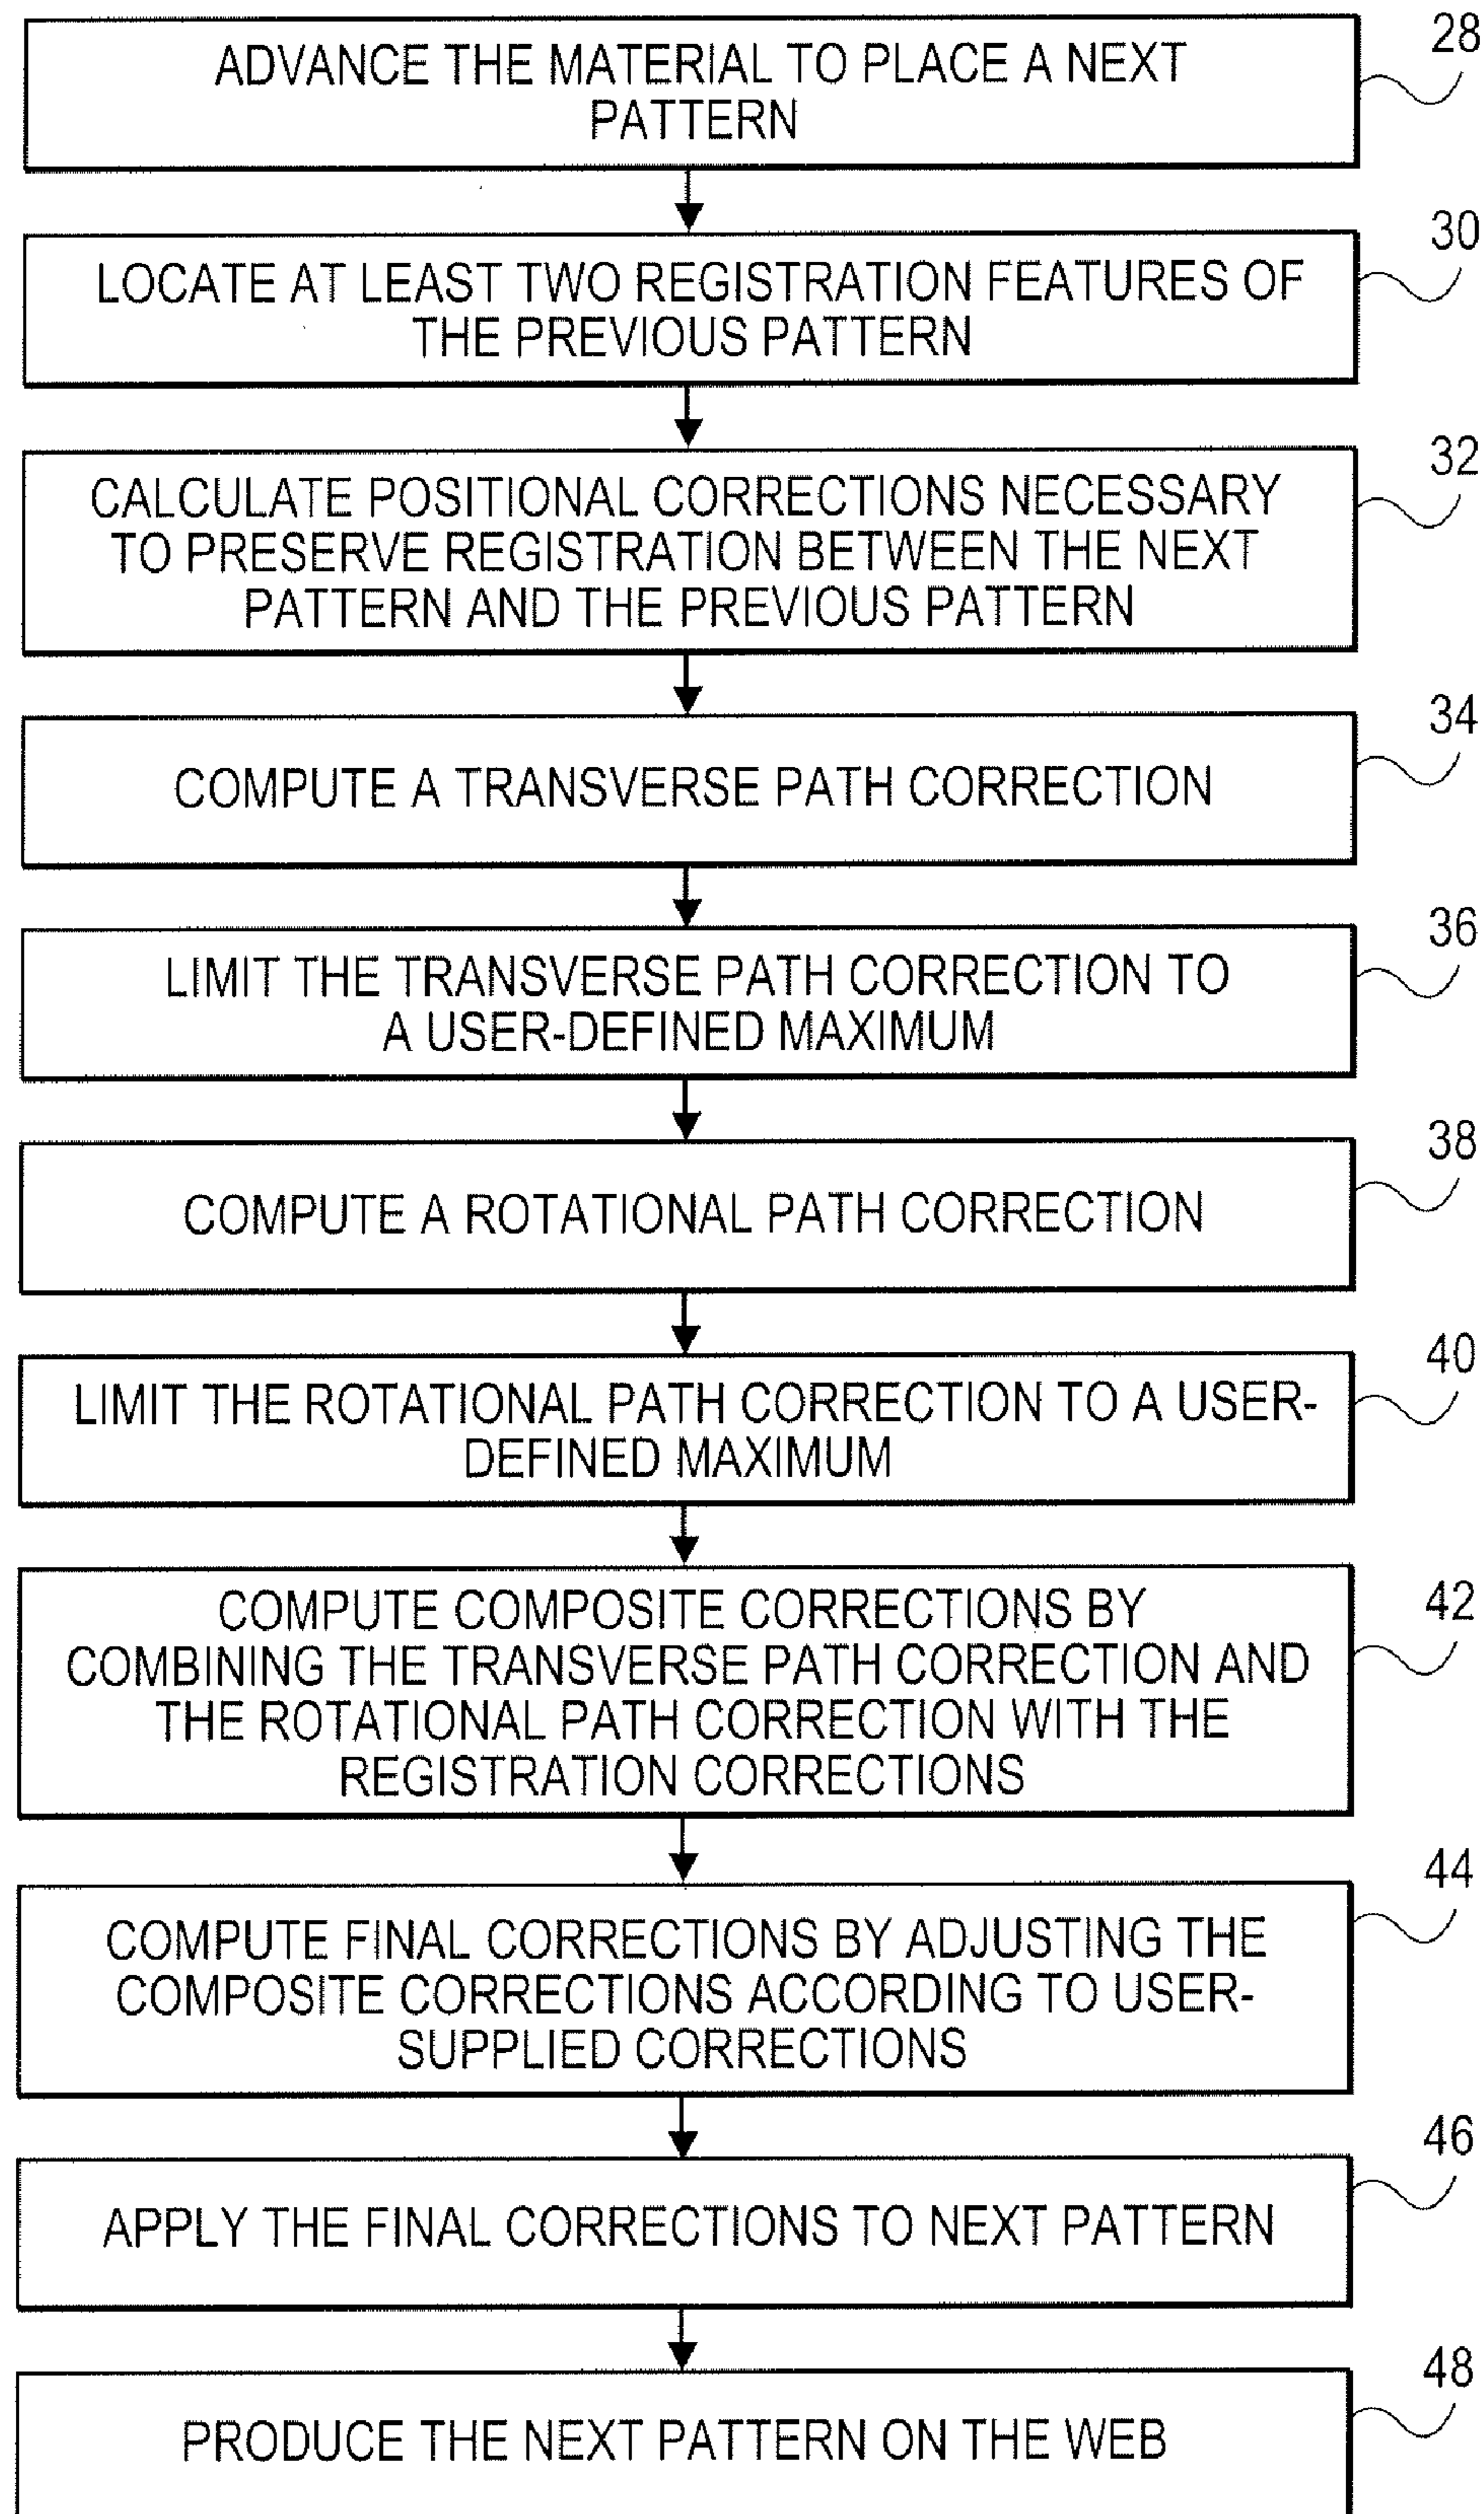 ADVANCE THE MATERIAL TO PLACE A NEXT
PATTERN
28
LOCATE AT LEAST TWO REGISTRATION FEATURES OF
THE PREVIOUS PATTERN
30
CALCULATE POSITIONAL CORRECTIONS NECESSARY
TO PRESERVE REGISTRATION BETWEEN THE NEXT
PATTERN AND THE PREVIOUS PATTERN
32
COMPUTE A TRANSVERSE PATH CORRECTION
34
LIMIT THE TRANSVERSE PATH CORRECTION TO
A USER-DEFINED MAXIMUM
36
COMPUTE A ROTATIONAL PATH CORRECTION
38
LIMIT THE ROTATIONAL PATH CORRECTION TO A USER-
DEFINED MAXIMUM
40
COMPUTE COMPOSITE CORRECTIONS BY
COMBINING THE TRANSVERSE PATH CORRECTION AND
THE ROTATIONAL PATH CORRECTION WITH THE
REGISTRATION CORRECTIONS
42
COMPUTE FINAL CORRECTIONS BY ADJUSTING THE
COMPOSITE CORRECTIONS ACCORDING TO USER-
SUPPLIED CORRECTIONS
44
APPLY THE FINAL CORRECTIONS TO NEXT PATTERN
46
PRODUCE THE NEXT PATTERN ON THE WEB
48